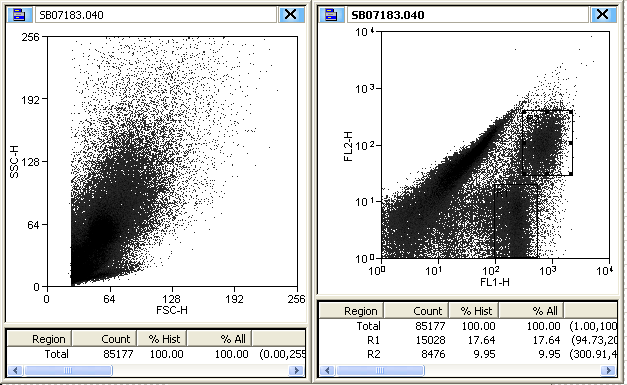 SB07183.040
256
192
128
64
0
SSC-H
0 64 128 192 256
FSC-H
Region Count % Hist % All
Total 85177 100.00 100.00 (0.00,255
SB07183.040
10 4
10 3
10 2
10 1
10 0
FL2-H
10 0 10 1 10 2 10 3 10 4
FL1-H
Region Count % Hist % All
Total 85177 100.00 100.00 (1.00,100
R1 15028 17.64 17.64 (94.73,20
R2 8476 9.95 9.95 (300.91,4